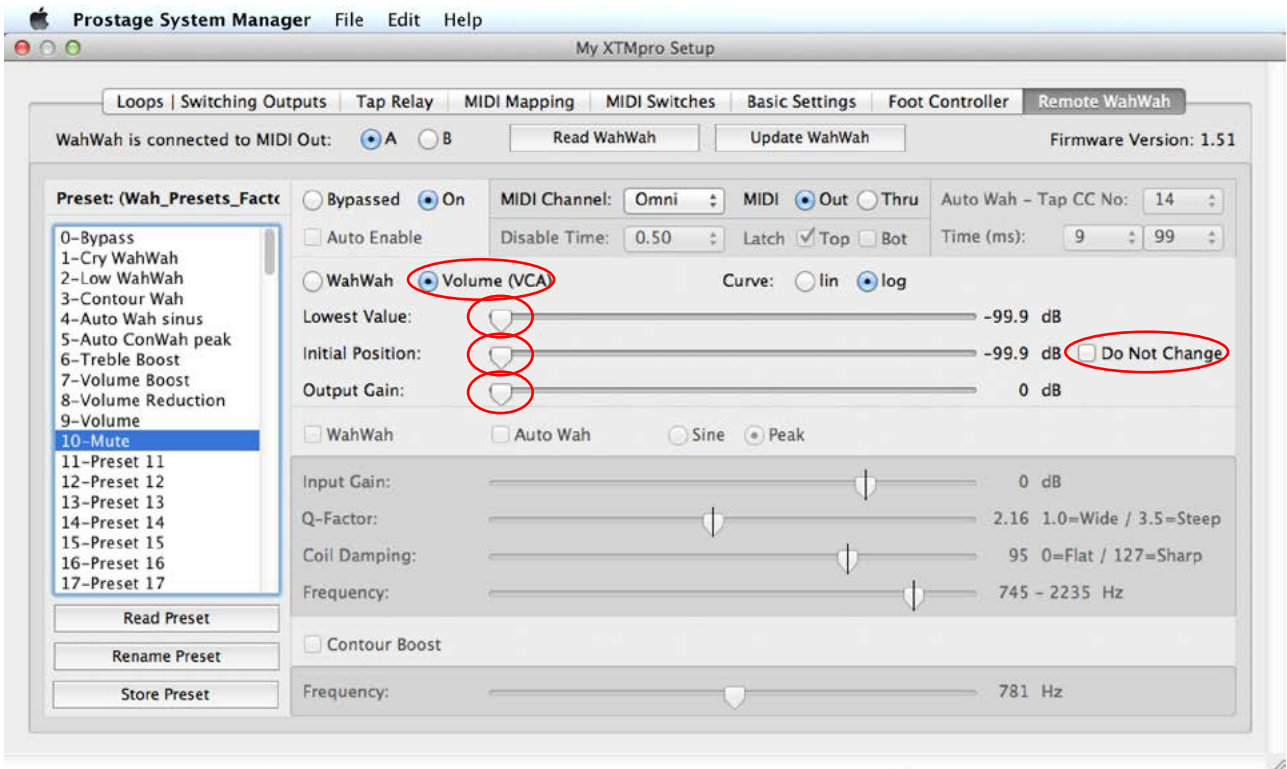 Prostage System Manager File Edit Help
My XTMpro Setup
Loops | Switching Outputs Tap Relay MIDI Mapping MIDI Switches Basic Settings Foot Controller Remote WahWah
WahWah is connected to MIDI Out: A B Read WahWah Update WahWah Firmware Version: 1.51
Preset: (Wah_Presets_Factc
Bypassed On MIDI Channel: Omni MIDI Out Thru Auto Wah – Tap CC No: 14
Auto Enable Disable Time: 0.50 Latch Top Bot Time (ms): 9 99
0–Bypass
1–Cry WahWah
2–Low WahWah
3–Contour Wah
4–Auto Wah sinus
5–Auto ConWah peak
6–Treble Boost
7–Volume Boost
8–Volume Reduction
9–Volume
10–Mute
11–Preset 11
12–Preset 12
13–Preset 13
14–Preset 14
15–Preset 15
16–Preset 16
17–Preset 17
Read Preset
Rename Preset
Store Preset
WahWah Volume (VCA) Curve: lin log
Lowest Value: –99.9 dB
Initial Position: –99.9 dB Do Not Change
Output Gain: 0 dB
WahWah Auto Wah Sine Peak
Input Gain: 0 dB
Q–Factor: 2.16 1.0=Wide / 3.5=Steep
Coil Damping: 95 0=Flat / 127=Sharp
Frequency: 745 – 2235 Hz
Contour Boost
Frequency: 781 Hz